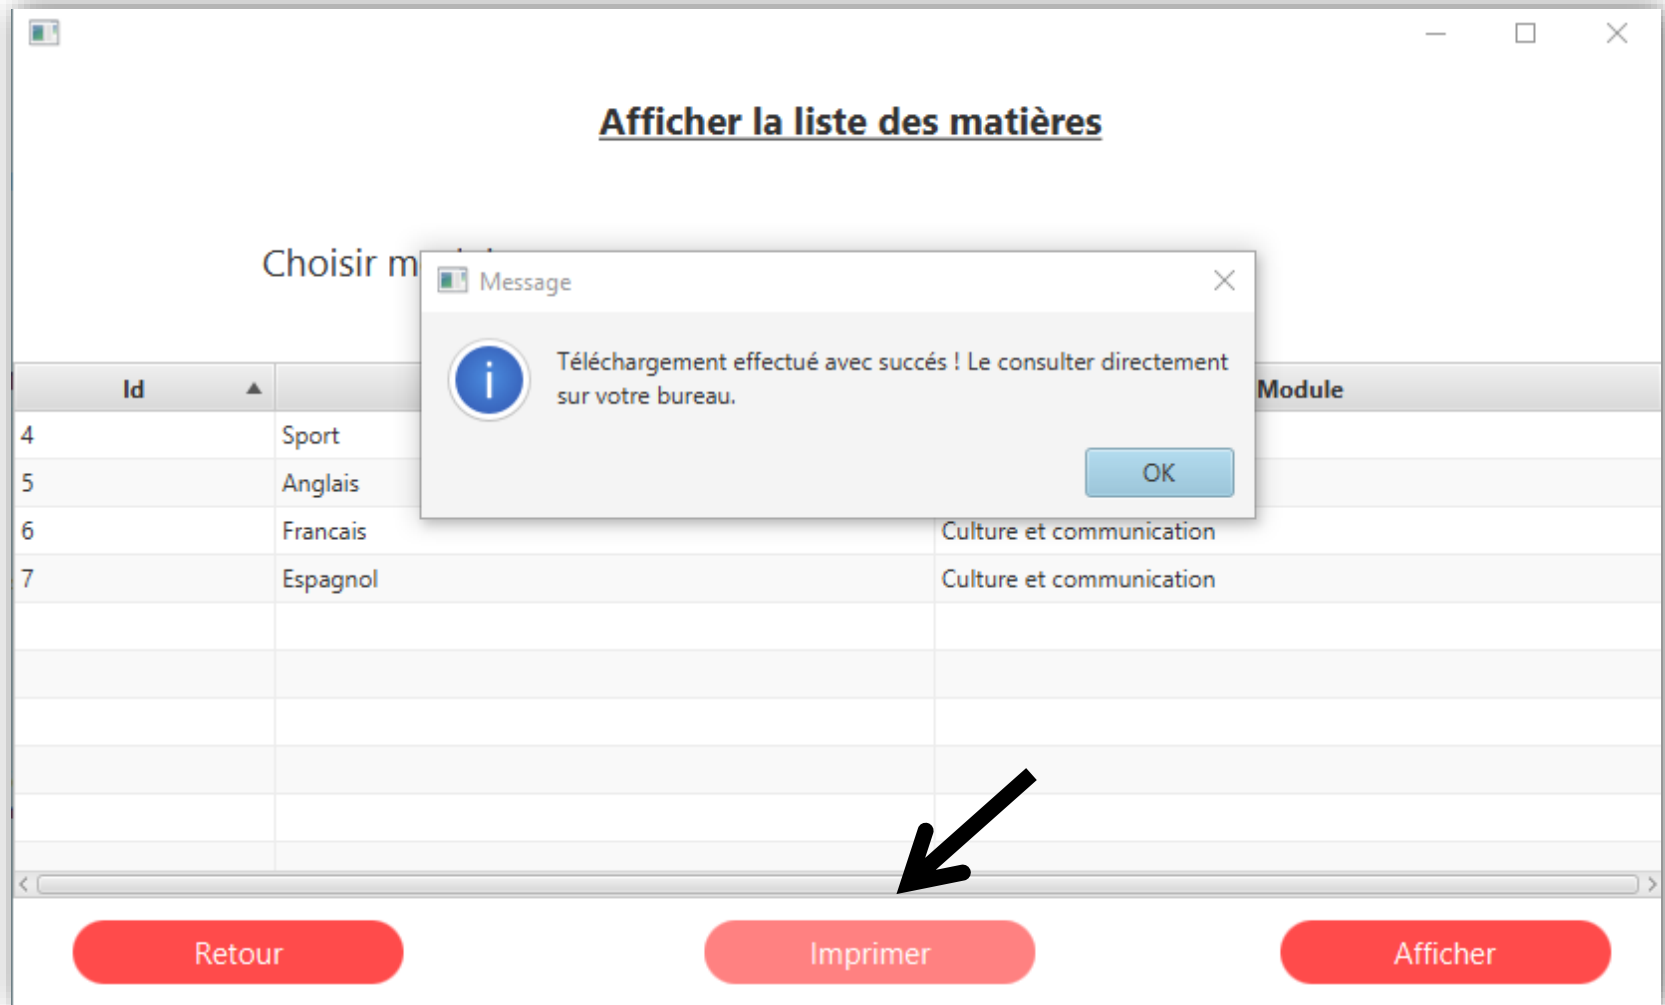 Afficher la liste des matières
Choisir
Message
Téléchargement effectué avec succés ! Le consulter directement
sur votre bureau.
OK
Id Module
4 Sport
5 Anglais
6 Francais Culture et communication
7 Espagnol Culture et communication
Retour Imprimer Afficher